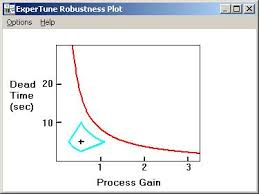 ExperTune Robustness Plot
Options Help
Dead
Time
(sec)
20
10
1 2 3
Process Gain